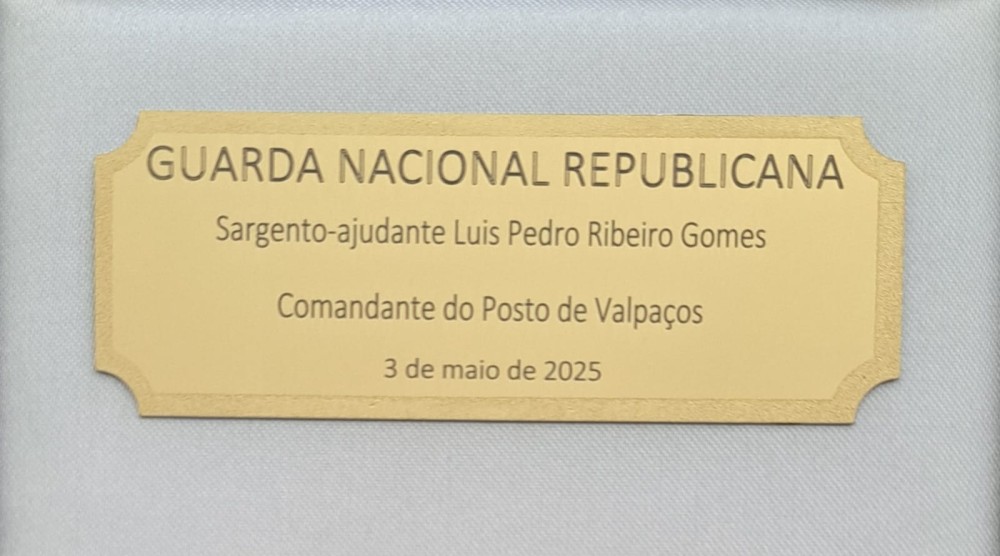 GUARDA NACIONAL REPUBLICANA
Sargento-ajudante Luis Pedro Ribeiro Gomes
Comandante do Posto de Valpaços
3 de maio de 2025